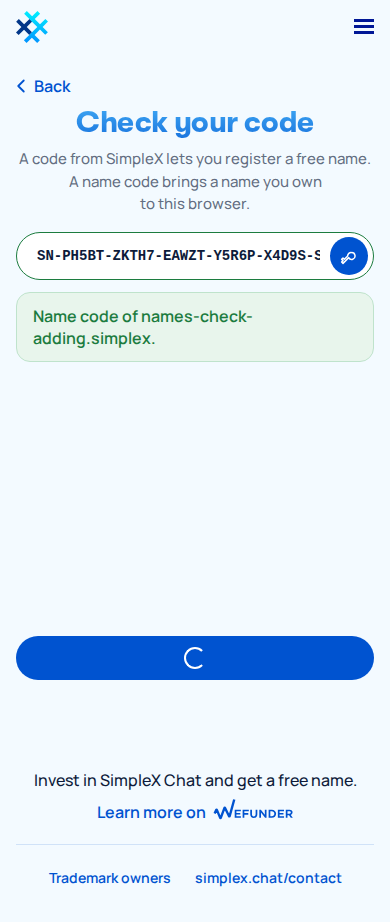 Back
Check your code
A code from SimpleX lets you register a free name.
A name code brings a name you own
to this browser.
SN-PH5BT-ZKTH7-EAWZT-Y5R6P-X4D9S-S
Name code of names-check-
adding.simplex.
Invest in SimpleX Chat and get a free name.
Learn more on WEFUNDER
Trademark owners simplex.chat/contact